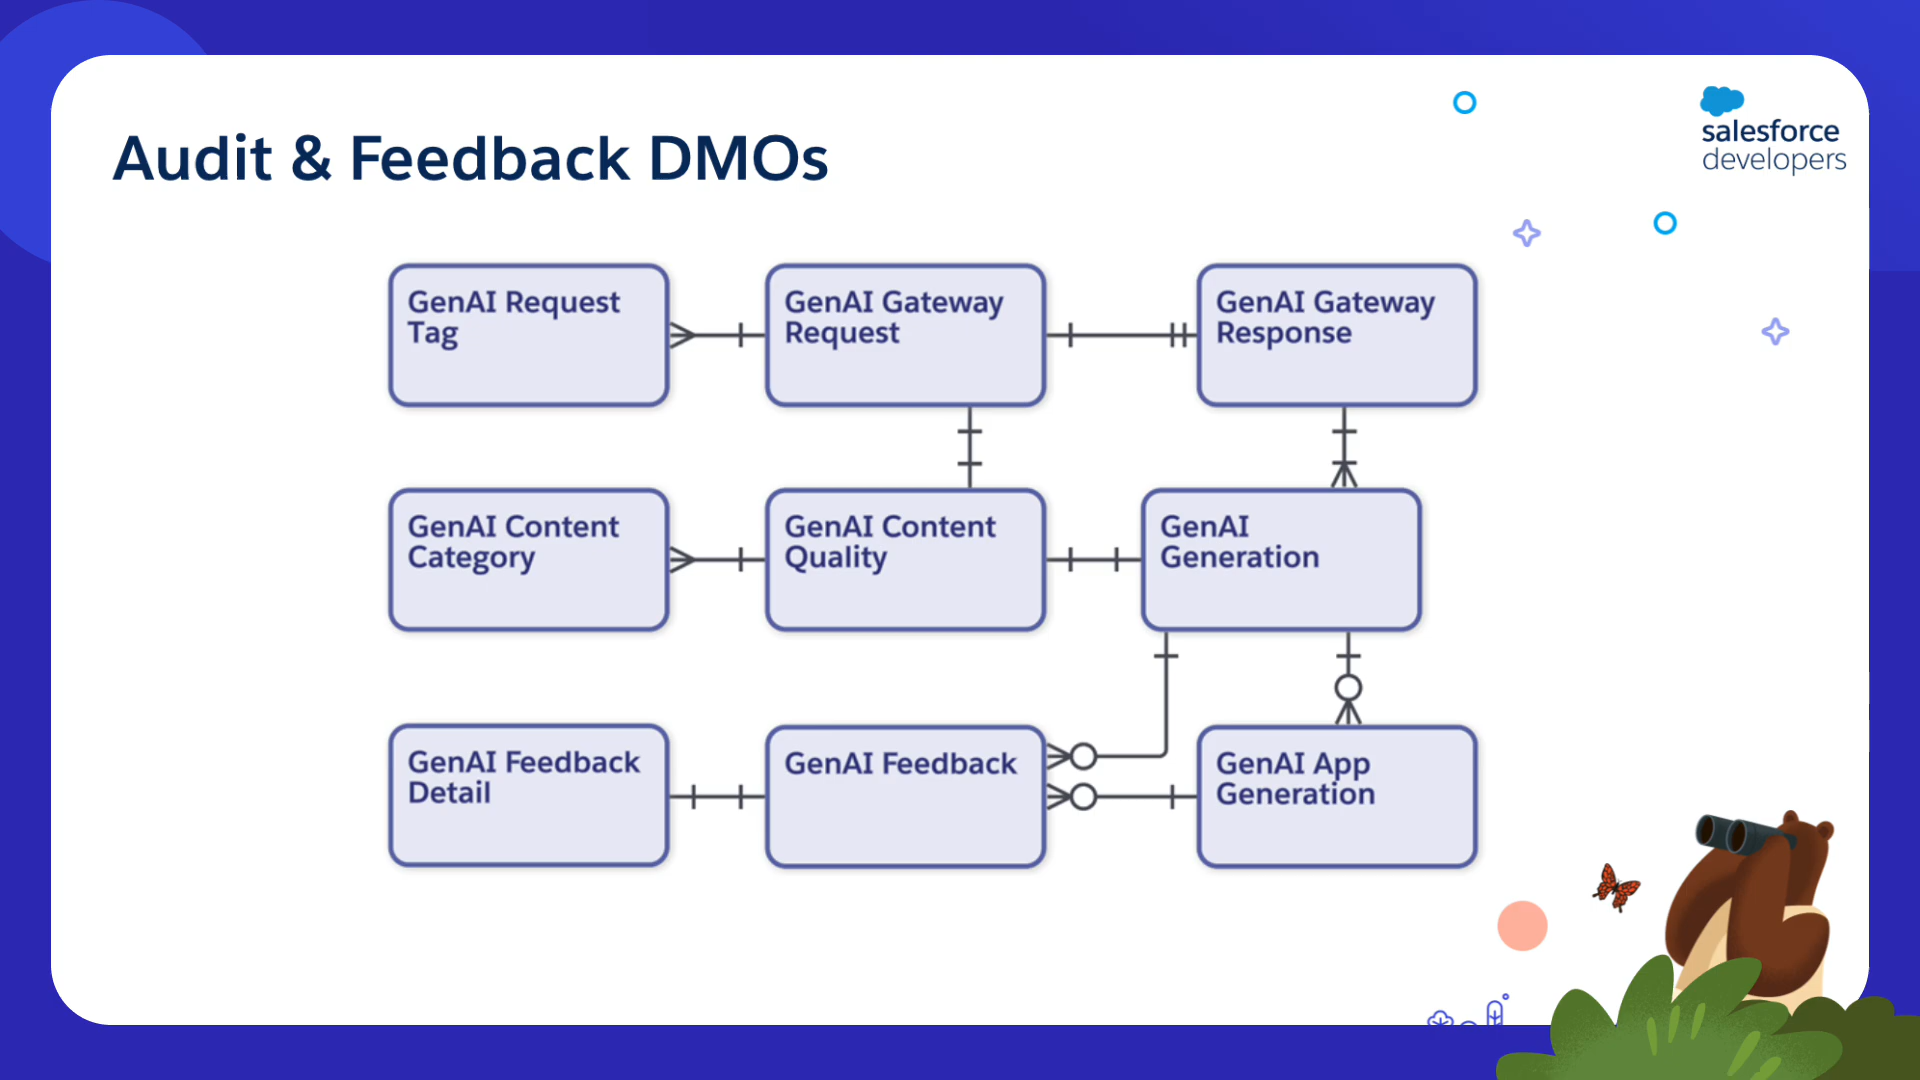 Audit & Feedback DMOs
salesforce
developers
GenAI Request
Tag
GenAI Gateway
Request
GenAI Gateway
Response
GenAI Content
Category
GenAI Content
Quality
GenAI
Generation
GenAI Feedback
Detail
GenAI Feedback
GenAI App
Generation